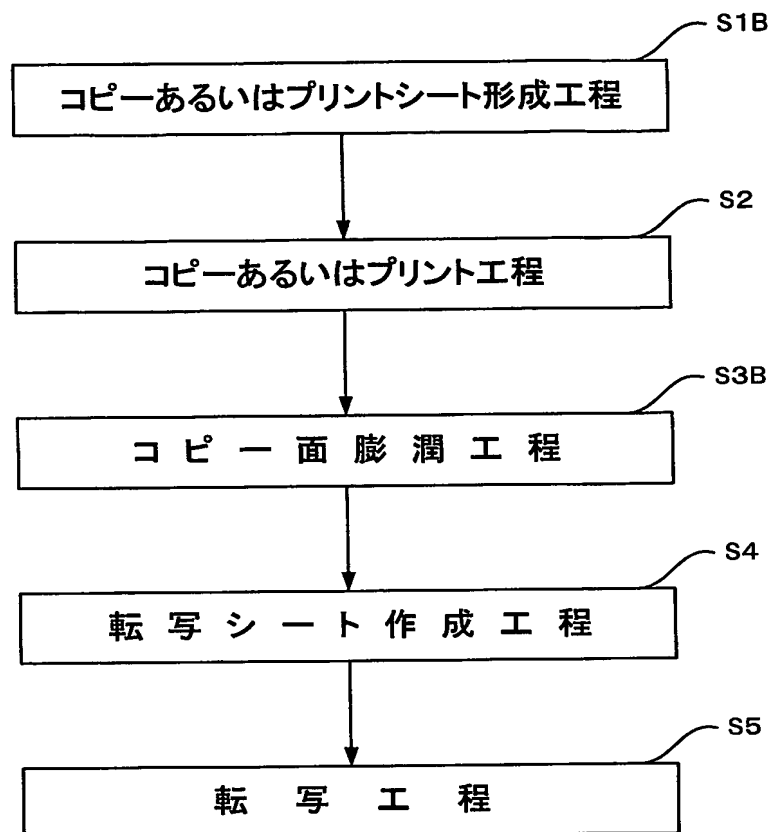 S1B
コピーあるいはプリントシート形成工程
S2
コピーあるいはプリント工程
S3B
コピー面膨潤工程
S4
転写シート作成工程
S5
転写工程